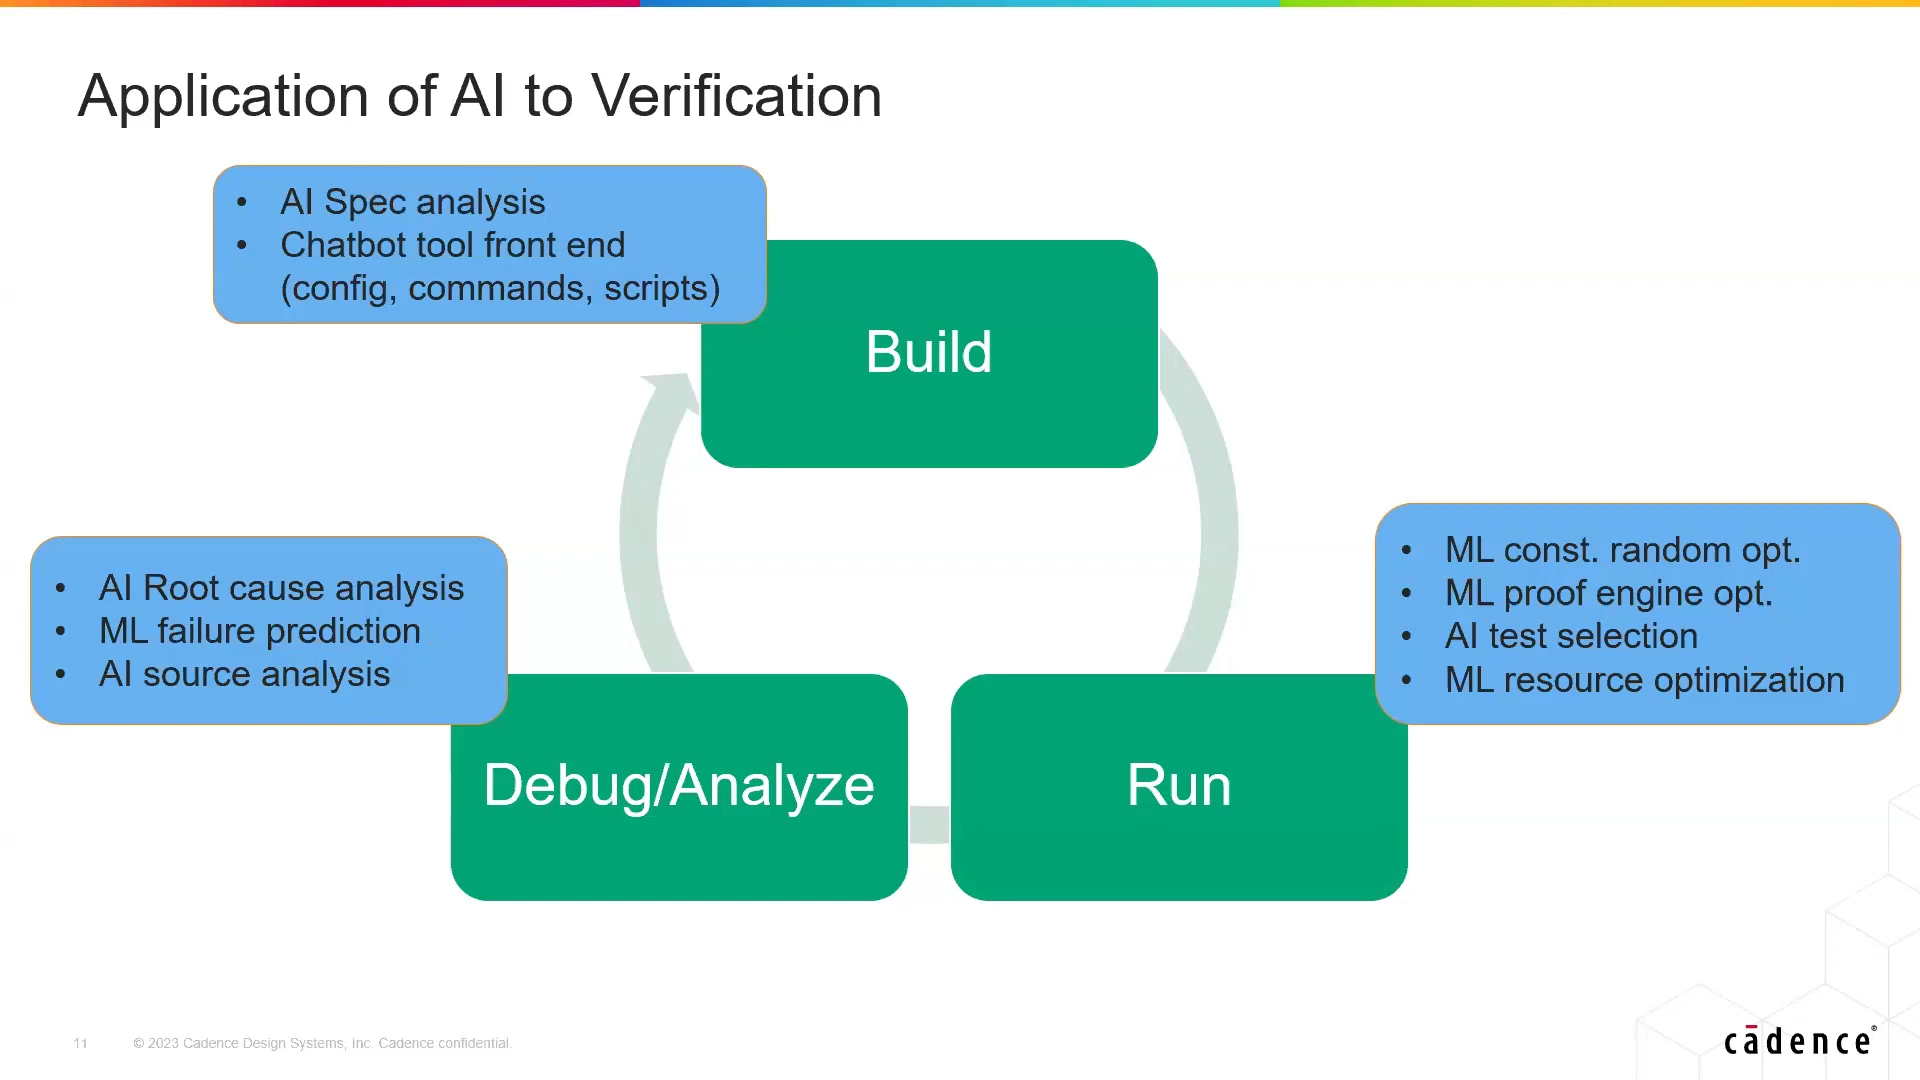 Application of AI to Verification
• AI Spec analysis
• Chatbot tool front end
(config, commands, scripts)
Build
• AI Root cause analysis
• ML failure prediction
• AI source analysis
• ML const. random opt.
• ML proof engine opt.
• AI test selection
• ML resource optimization
Debug/Analyze
Run
11 © 2023 Cadence Design Systems, Inc. Cadence confidential.
cādence®